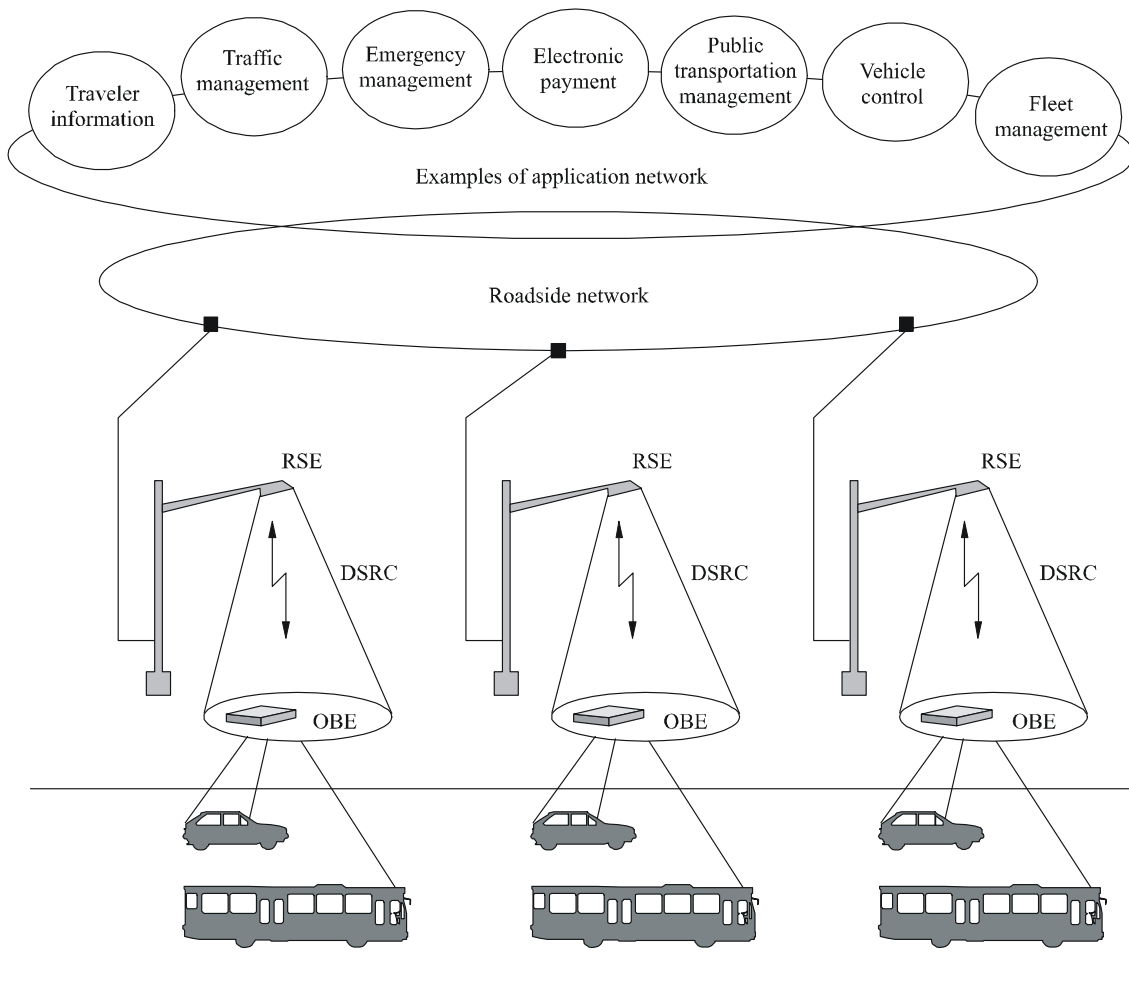 Traveler
information
Traffic
management
Emergency
management
Electronic
payment
Public
transportation
management
Vehicle
control
Fleet
management
Examples of application network
Roadside network
RSE
RSE
RSE
DSRC
DSRC
DSRC
OBE
OBE
OBE